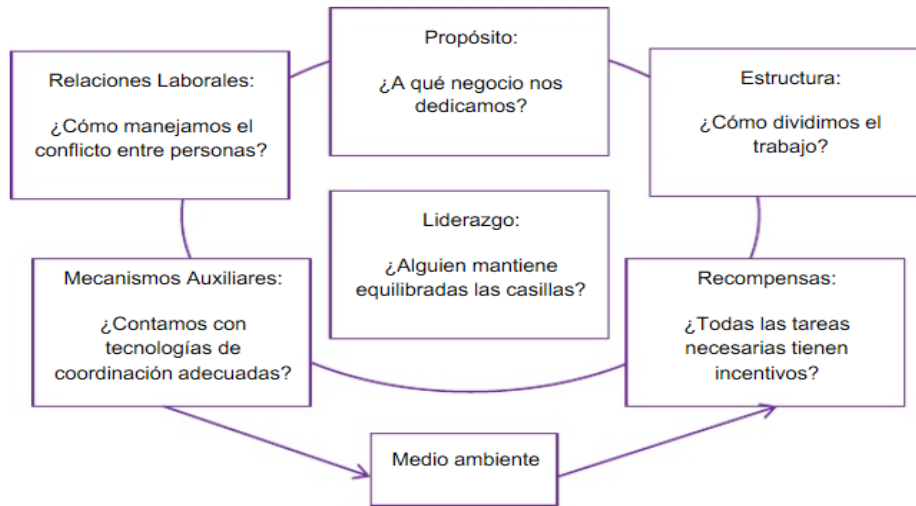 Propósito:
¿A qué negocio nos
dedicamos?
Relaciones Laborales:
¿Cómo manejamos el
conflicto entre personas?
Estructura:
¿Cómo dividimos el
trabajo?
Liderazgo:
¿Alguien mantiene
equilibradas las casillas?
Mecanismos Auxiliares:
¿Contamos con
tecnologías de
coordinación adecuadas?
Recompensas:
¿Todas las tareas
necesarias tienen
incentivos?
Medio ambiente